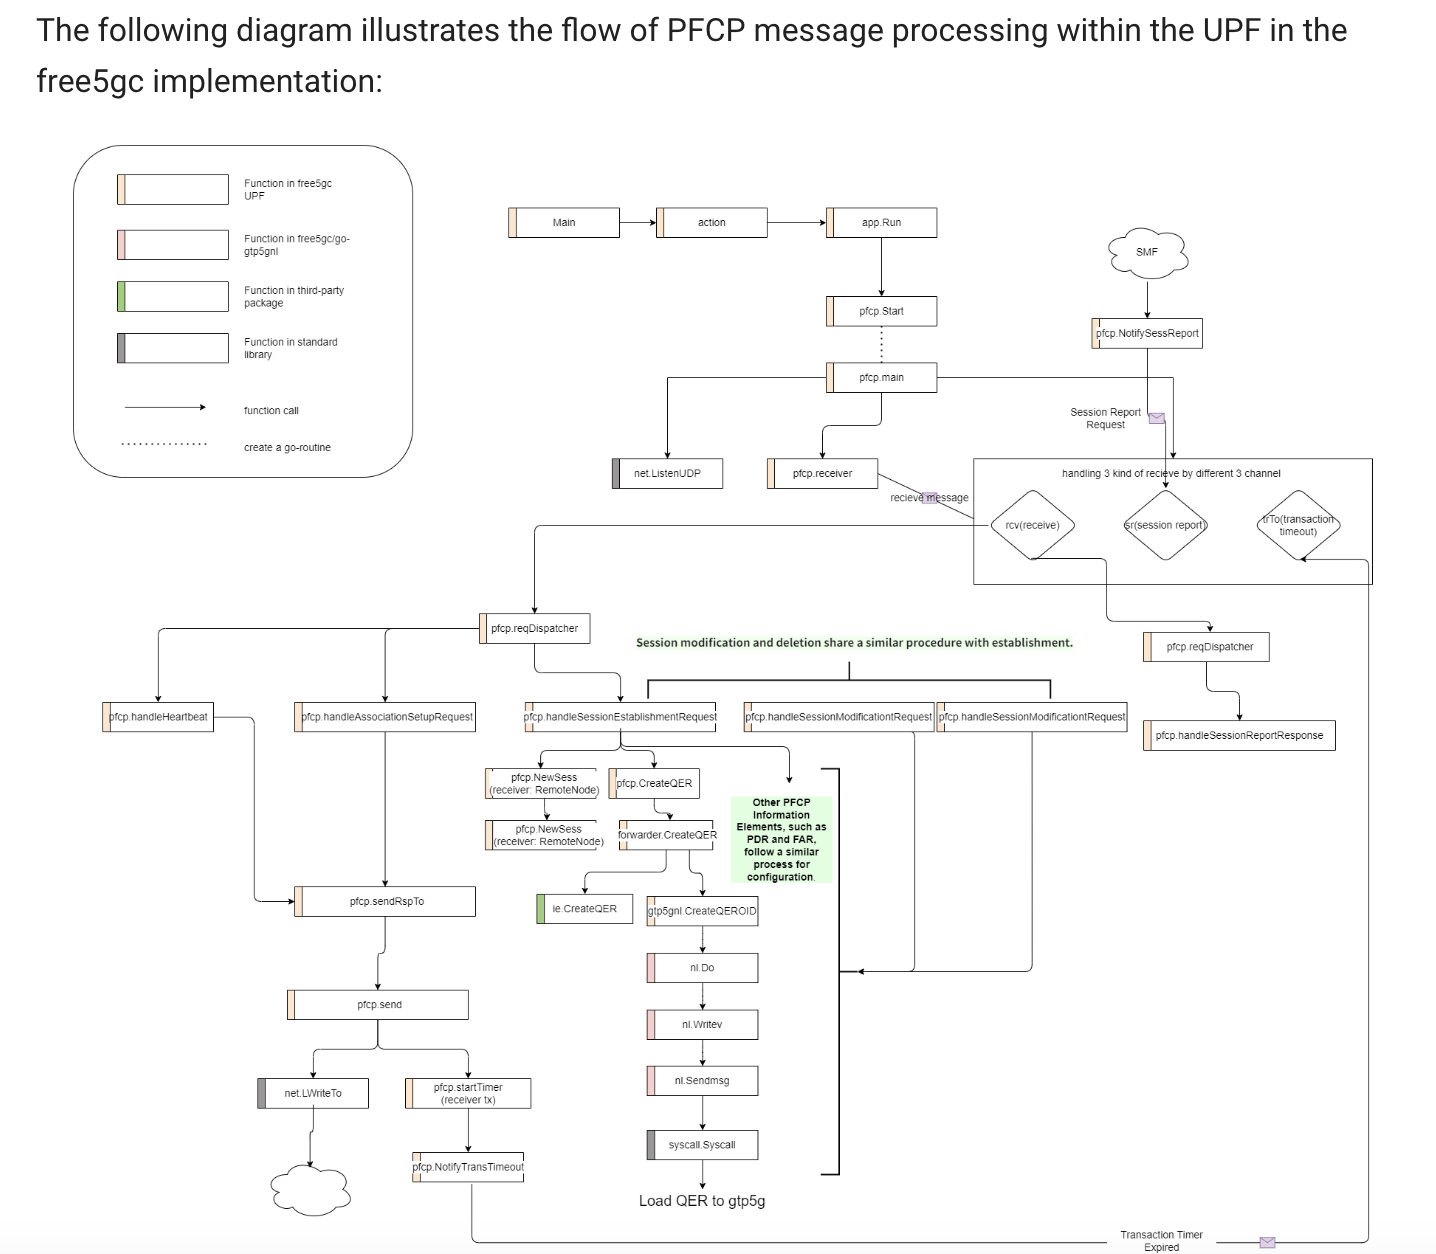 The following diagram illustrates the flow of PFCP message processing within the UPF in the
free5gc implementation:
Function in free5gc
UPF
Function in free5gc/go-
gtp5gnl
Function in third-party
package
Function in standard
library
function call
create a go-routine
Main
action
app.Run
SMF
pfcp.Start
pfcp.NotifySessReport
pfcp.main
Session Report
Request
net.ListenUDP
pfcp.receiver
recieve message
handling 3 kind of recieve by different 3 channel
rcv(receive)
sr(session report)
trTo(transaction
timeout)
pfcp.reqDispatcher
Session modification and deletion share a similar procedure with establishment.
pfcp.reqDispatcher
pfcp.handleHeartbeat
pfcp.handleAssociationSetupRequest
pfcp.handleSessionEstablishmentRequest
pfcp.handleSessionModificationtRequest
pfcp.handleSessionModificationtRequest
pfcp.handleSessionReportResponse
pfcp.NewSess
(receiver: RemoteNode)
pfcp.CreateQER
pfcp.NewSess
(receiver: RemoteNode)
forwarder.CreateQER
Other PFCP
Information
Elements, such as
PDR and FAR,
follow a similar
process for
configuration.
pfcp.sendRspTo
ie.CreateQER
gtp5gnl.CreateQEROID
nl.Do
pfcp.send
nl.Writev
nl.Sendmsg
net.LWriteTo
pfcp.startTimer
(receiver tx)
syscall.Syscall
pfcp.NotifyTransTimeout
Load QER to gtp5g
Transaction Timer
Expired